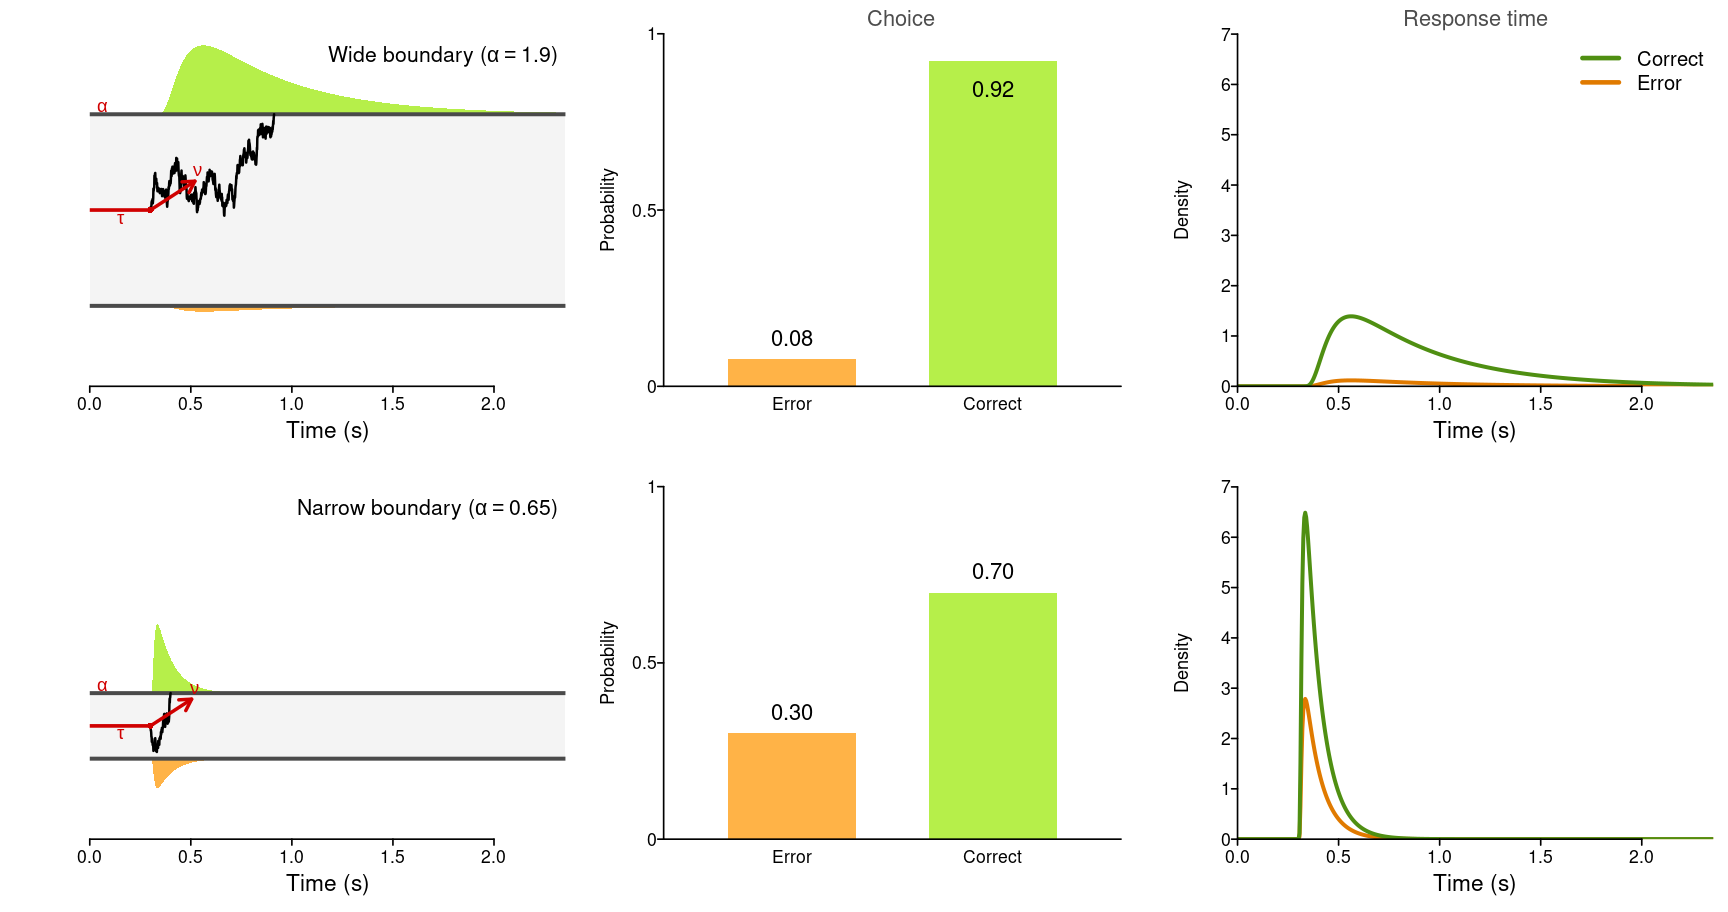 Wide boundary (α = 1.9)
α
ν
τ
0.0 0.5 1.0 1.5 2.0
Time (s)
Choice
Probability
1
0.5
0
0.08
0.92
Error Correct
Response time
Density
7
6
5
4
3
2
1
0
Correct
Error
0.0 0.5 1.0 1.5 2.0
Time (s)
Narrow boundary (α = 0.65)
α
ν
τ
0.0 0.5 1.0 1.5 2.0
Time (s)
Probability
1
0.5
0
0.30
0.70
Error Correct
Density
7
6
5
4
3
2
1
0
0.0 0.5 1.0 1.5 2.0
Time (s)